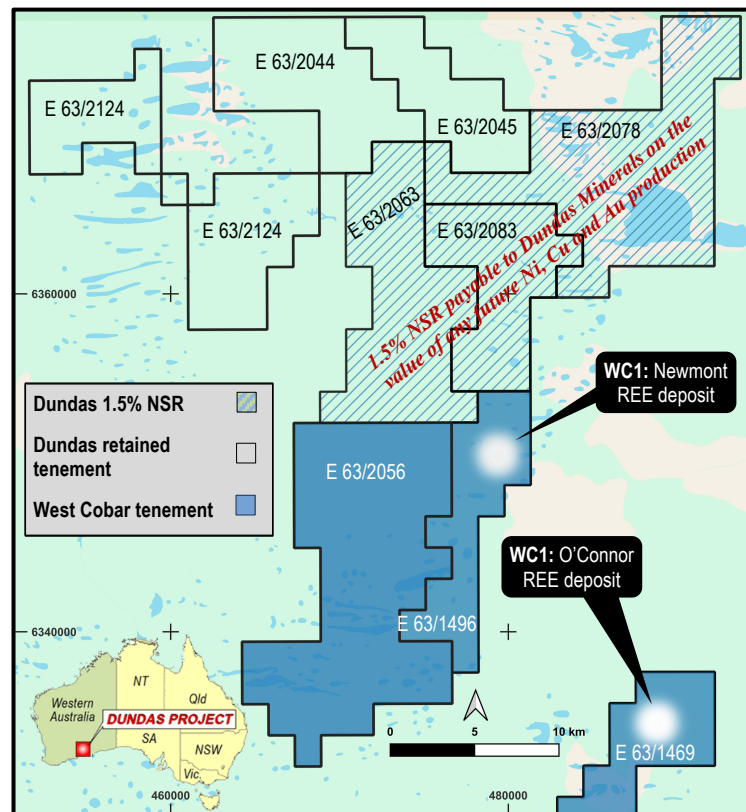 E 63/2044
E 63/2124
E 63/2045
E 63/2078
E 63/2063
E 63/2124
E 63/2083
1.5% NSR payable to Dundas Minerals on the
value of any future Ni, Cu and Au production
6360000
WC1: Newmont
REE deposit
Dundas 1.5% NSR
Dundas retained
tenement
West Cobar tenement
E 63/2056
WC1: O'Connor
REE deposit
E 63/1496
6340000
NT
Qld
Western
Australia
DUNDAS PROJECT
SA
NSW
Vic.
0
5
10 km
E 63/1469
460000
480000